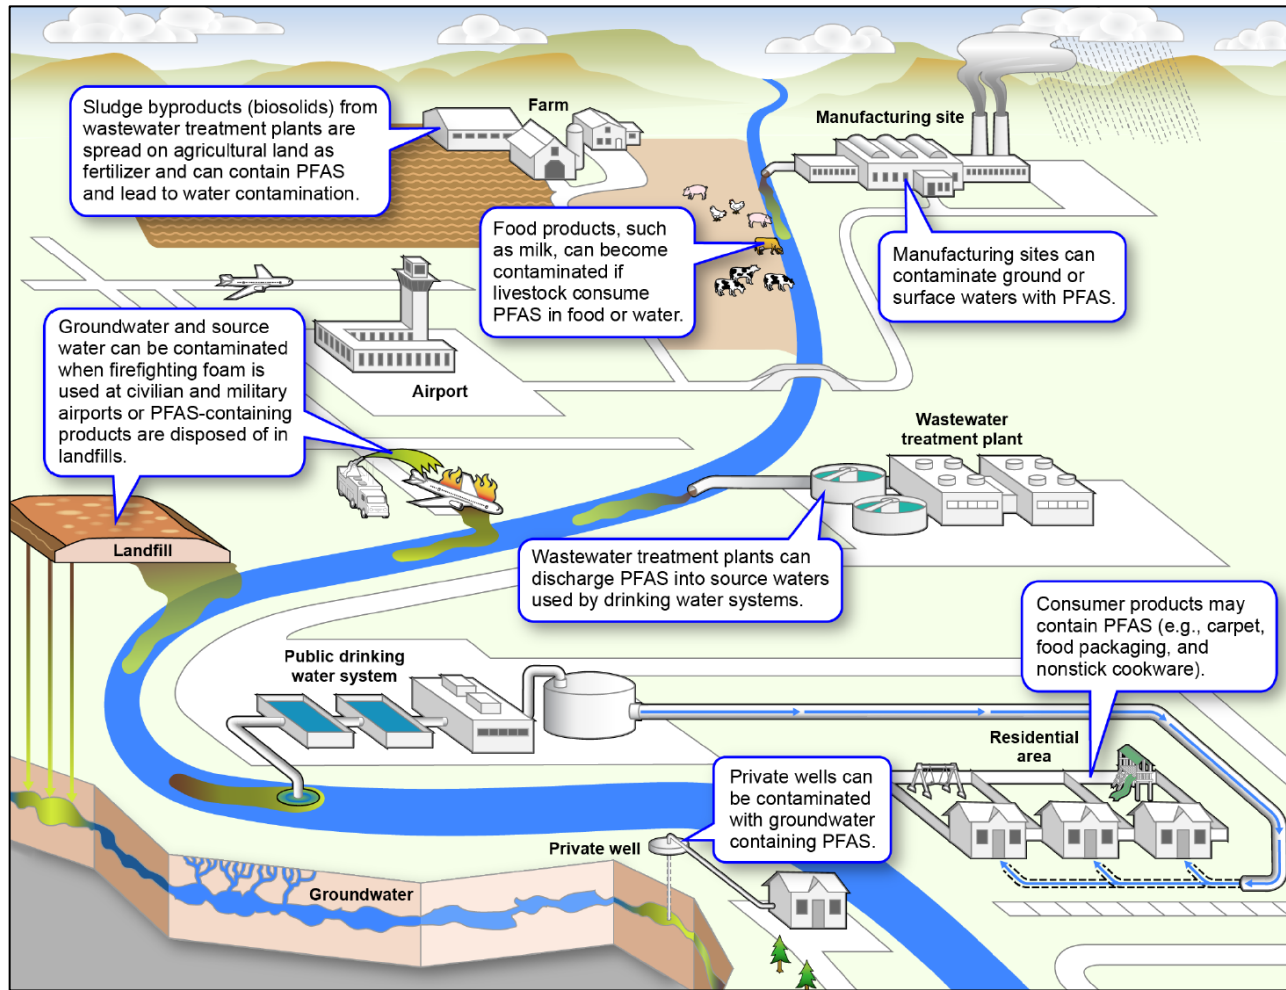 Sludge byproducts (biosolids) from
wastewater treatment plants are
spread on agricultural land as
fertilizer and can contain PFAS
and lead to water contamination.
Farm
Manufacturing site
Food products, such
as milk, can become
contaminated if
livestock consume
PFAS in food or water.
Manufacturing sites can
contaminate ground or
surface waters with PFAS.
Groundwater and source
water can be contaminated
when firefighting foam is
used at civilian and military
airports or PFAS-containing
products are disposed of in
landfills.
Airport
Wastewater
treatment plant
Landfill
Wastewater treatment plants can
discharge PFAS into source waters
used by drinking water systems.
Consumer products may
contain PFAS (e.g., carpet,
food packaging, and
nonstick cookware).
Public drinking
water system
Residential
area
Private wells can
be contaminated
with groundwater
containing PFAS.
Private well
Groundwater